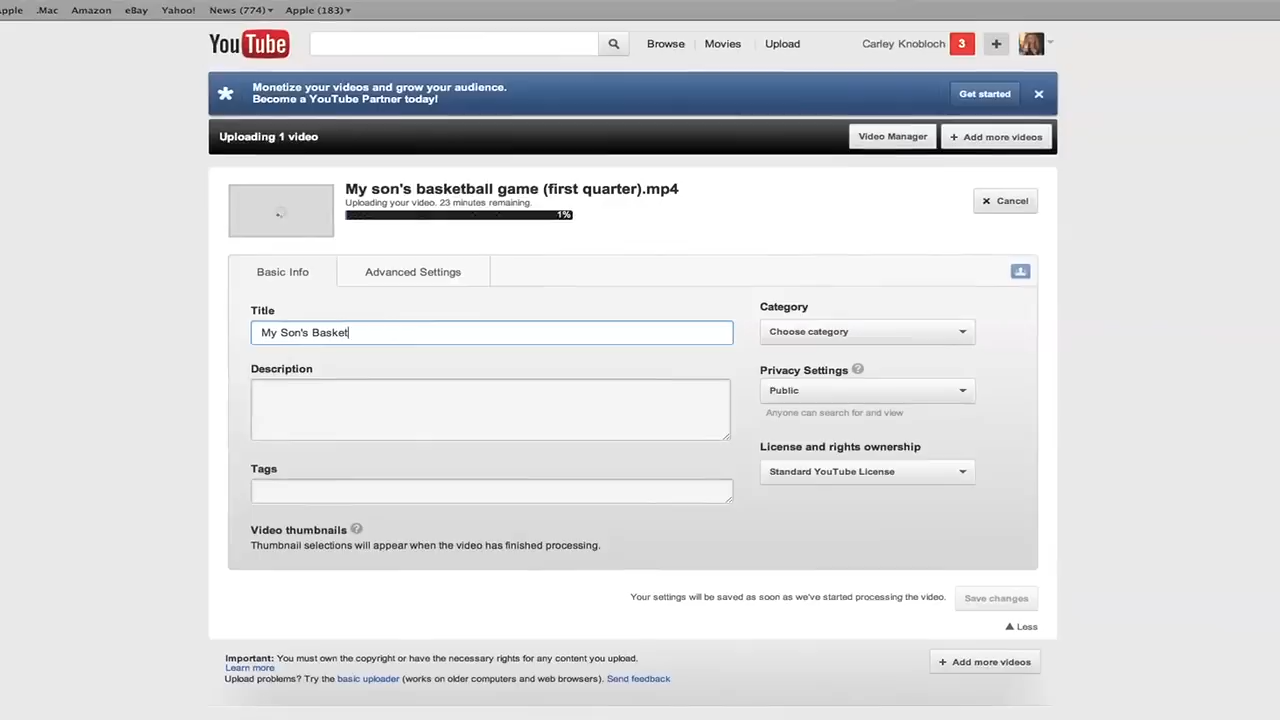 Apple .Mac Amazon eBay Yahoo! News (774) Apple (183)
YouTube Browse Movies Upload Carley Knobloch 3 +
Monetize your videos and grow your audience.
Become a YouTube Partner today!
Get started
Uploading 1 video Video Manager + Add more videos
My son's basketball game (first quarter).mp4
Uploading your video. 23 minutes remaining.
1%
Cancel
Basic Info Advanced Settings
Title
My Son's Basket
Description
Tags
Video thumbnails ?
Thumbnail selections will appear when the video has finished processing.
Category
Choose category
Privacy Settings ?
Public
Anyone can search for and view
License and rights ownership
Standard YouTube License
Your settings will be saved as soon as we've started processing the video. Save changes
Less
Important: You must own the copyright or have the necessary rights for any content you upload.
Learn more
Upload problems? Try the basic uploader (works on older computers and web browsers). Send feedback
+ Add more videos